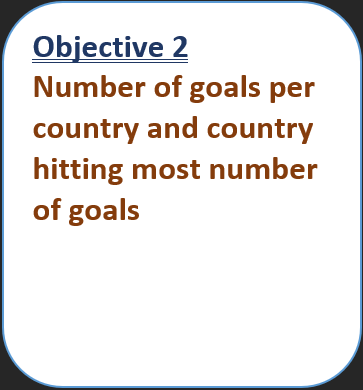 Objective 2
Number of goals per
country and country
hitting most number
of goals